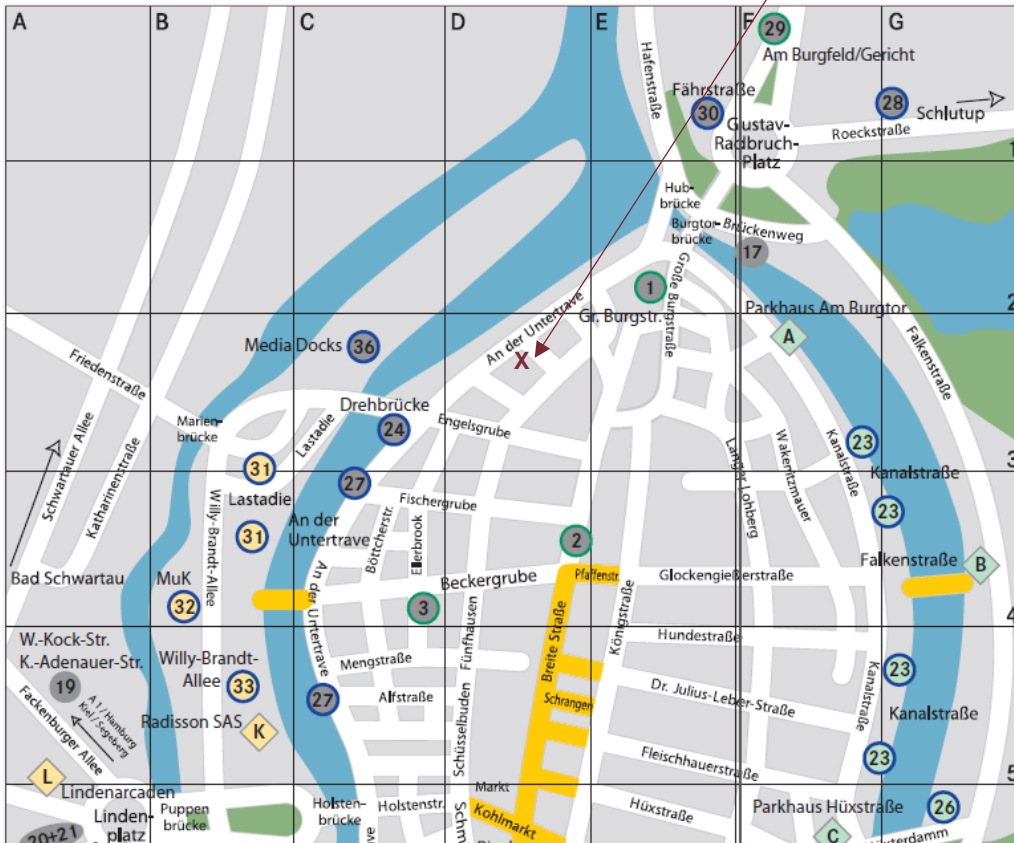 A B C D E F G
29
Am Burgfeld/Gericht
Hafenstraße
Fährstraße
30
28
Schlutup
Gustav-
Radbruch-
Platz
Roeckstraße
1
Hub-
brücke
Burgtor-
brücke
Brückenweg
17
1
Große Burgstraße
Gr. Burgstr.
2
An der Untertrave
X
Parkhaus Am Burgtor
A
Falkenstraße
Media Docks
36
Friedenstraße
Drehbrücke
24
Marien-
brücke
Lastadie
Engelsgrube
Schwartauer Allee
Katharinenstraße
Langer Lohberg
Wakenitzmauer
Kanalstraße
23
3
31
Lastadie
27
Fischergrube
Kanalstraße
23
Willy-Brandt-Allee
31
An der
Untertrave
Böttcherstr.
Ellerbrook
2
Falkenstraße
B
Bad Schwartau
MuK
32
An der Untertrave
Beckergrube
3
Pfaffenstr.
Glockengießerstraße
4
W.-Kock-Str.
K.-Adenauer-Str.
19
A1/Hamburg
Kiel/Segeberg
Fackenburger Allee
Willy-Brandt-
Allee
33
Radisson SAS
K
Mengstraße
Alfstraße
27
Fünfhausen
Schüsselbuden
Breite Straße
Königstraße
Schrangen
Hundestraße
Dr. Julius-Leber-Straße
Fleischhauerstraße
Kanalstraße
23
Kanalstraße
23
5
L
Lindenarcaden
Linden-
platz
20+21
Puppen
brücke
Holsten-
brücke
Holstenstr.
Markt
Kohlmarkt
Hüxstraße
Parkhaus Hüxstraße
C
26